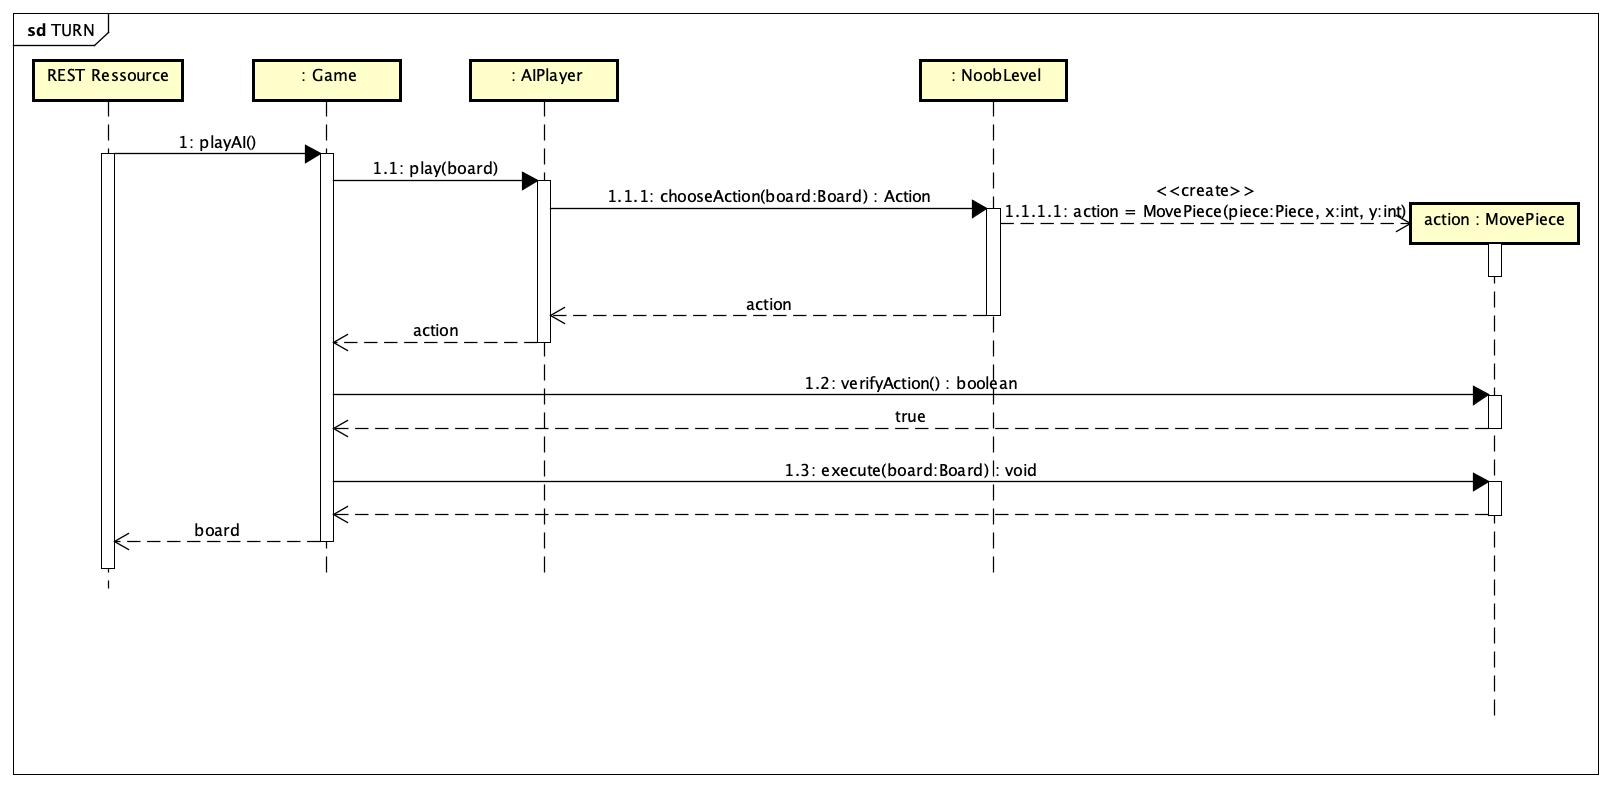 sd TURN
REST Ressource
: Game
: AIPlayer
: NoobLevel
1: playAI()
1.1: play(board)
1.1.1: chooseAction(board:Board) : Action
<<create>>
1.1.1.1: action = MovePiece(piece:Piece, x:int, y:int)
action : MovePiece
action
action
1.2: verifyAction() : boolean
true
1.3: execute(board:Board) : void
board